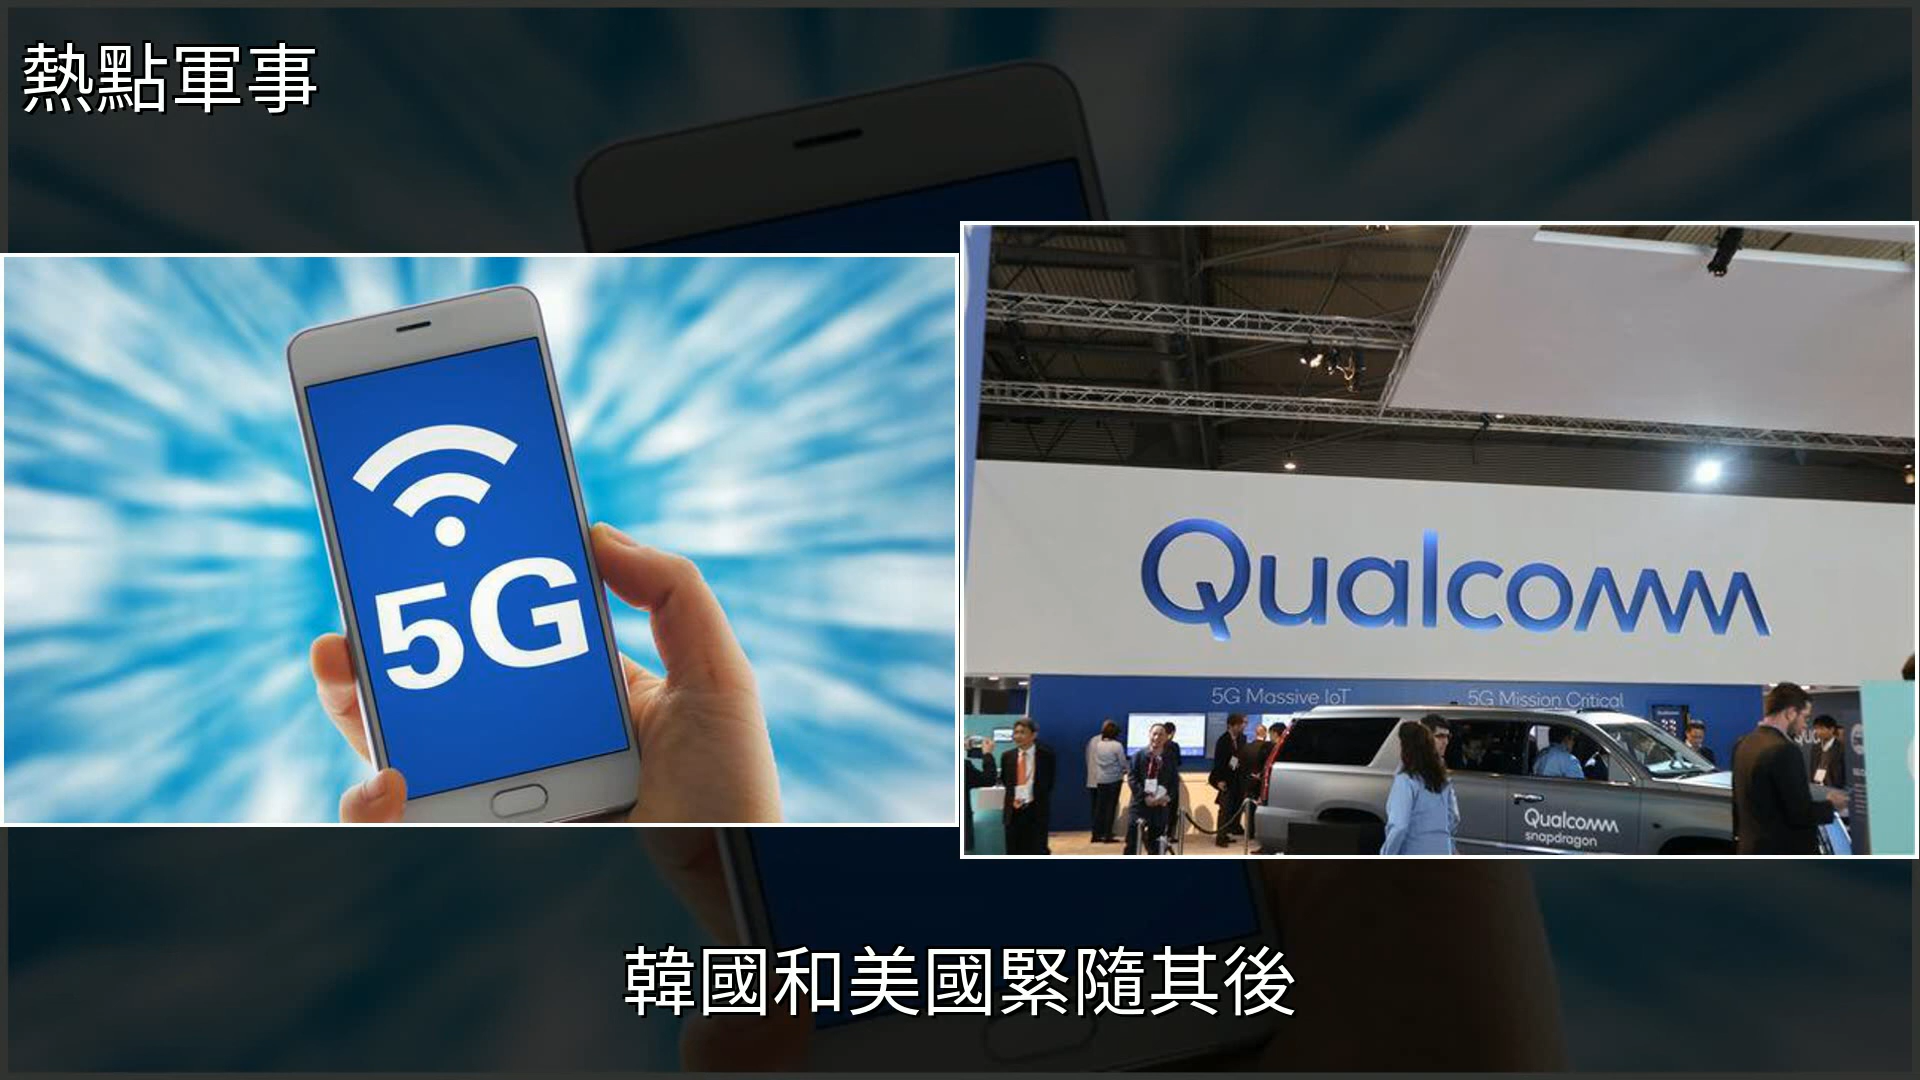 熱點軍事
5G
Qualcomm
5G Massive IoT
5G Mission Critical
Qualcomm
snapdragon
韓國和美國緊隨其後